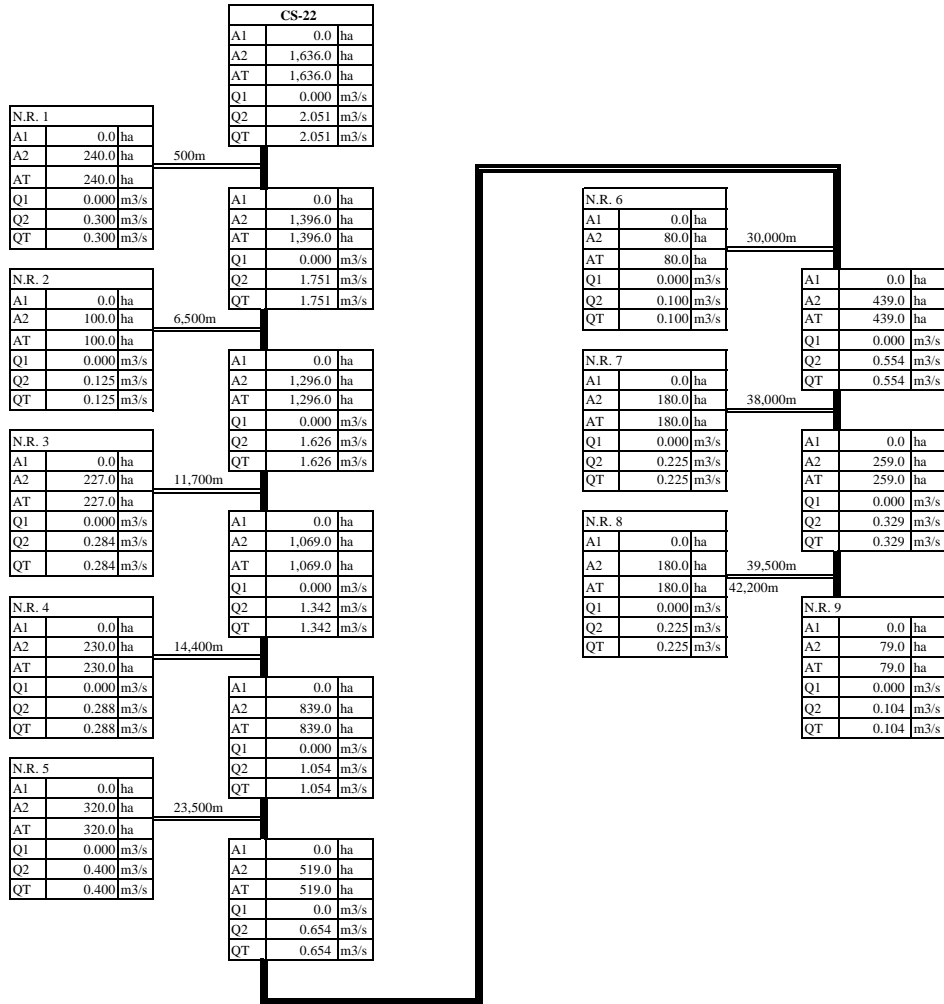 CS-22
A1 0.0 ha
A2 1,636.0 ha
AT 1,636.0 ha
Q1 0.000 m3/s
Q2 2.051 m3/s
QT 2.051 m3/s
N.R. 1
A1 0.0 ha
A2 240.0 ha
AT 240.0 ha
Q1 0.000 m3/s
Q2 0.300 m3/s
QT 0.300 m3/s
500m
A1 0.0 ha
A2 1,396.0 ha
AT 1,396.0 ha
Q1 0.000 m3/s
Q2 1.751 m3/s
QT 1.751 m3/s
N.R. 2
A1 0.0 ha
A2 100.0 ha
AT 100.0 ha
Q1 0.000 m3/s
Q2 0.125 m3/s
QT 0.125 m3/s
6,500m
A1 0.0 ha
A2 1,296.0 ha
AT 1,296.0 ha
Q1 0.000 m3/s
Q2 1.626 m3/s
QT 1.626 m3/s
N.R. 3
A1 0.0 ha
A2 227.0 ha
AT 227.0 ha
Q1 0.000 m3/s
Q2 0.284 m3/s
QT 0.284 m3/s
11,700m
A1 0.0 ha
A2 1,069.0 ha
AT 1,069.0 ha
Q1 0.000 m3/s
Q2 1.342 m3/s
QT 1.342 m3/s
N.R. 4
A1 0.0 ha
A2 230.0 ha
AT 230.0 ha
Q1 0.000 m3/s
Q2 0.288 m3/s
QT 0.288 m3/s
14,400m
A1 0.0 ha
A2 839.0 ha
AT 839.0 ha
Q1 0.000 m3/s
Q2 1.054 m3/s
QT 1.054 m3/s
N.R. 5
A1 0.0 ha
A2 320.0 ha
AT 320.0 ha
Q1 0.000 m3/s
Q2 0.400 m3/s
QT 0.400 m3/s
23,500m
A1 0.0 ha
A2 519.0 ha
AT 519.0 ha
Q1 0.0 m3/s
Q2 0.654 m3/s
QT 0.654 m3/s
N.R. 6
A1 0.0 ha
A2 80.0 ha
AT 80.0 ha
Q1 0.000 m3/s
Q2 0.100 m3/s
QT 0.100 m3/s
30,000m
A1 0.0 ha
A2 439.0 ha
AT 439.0 ha
Q1 0.000 m3/s
Q2 0.554 m3/s
QT 0.554 m3/s
N.R. 7
A1 0.0 ha
A2 180.0 ha
AT 180.0 ha
Q1 0.000 m3/s
Q2 0.225 m3/s
QT 0.225 m3/s
38,000m
A1 0.0 ha
A2 259.0 ha
AT 259.0 ha
Q1 0.000 m3/s
Q2 0.329 m3/s
QT 0.329 m3/s
N.R. 8
A1 0.0 ha
A2 180.0 ha
AT 180.0 ha
Q1 0.000 m3/s
Q2 0.225 m3/s
QT 0.225 m3/s
39,500m
42,200m
N.R. 9
A1 0.0 ha
A2 79.0 ha
AT 79.0 ha
Q1 0.000 m3/s
Q2 0.104 m3/s
QT 0.104 m3/s